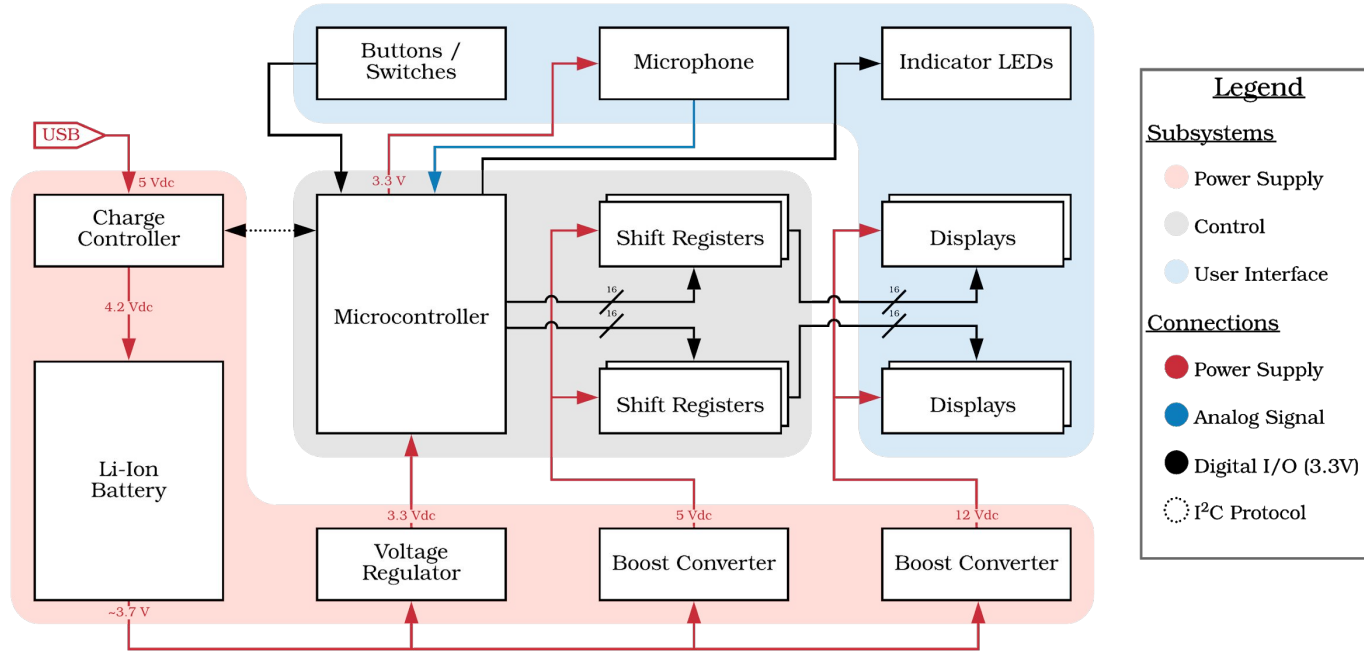 Buttons /
Switches
Microphone
Indicator LEDs
USB
5 Vdc
3.3 V
Charge
Controller
Shift Registers
Displays
4.2 Vdc
Microcontroller
16
16
16
16
Shift Registers
Displays
Li-Ion
Battery
3.3 Vdc
5 Vdc
12 Vdc
Voltage
Regulator
Boost Converter
Boost Converter
~3.7 V
Legend
Subsystems
Power Supply
Control
User Interface
Connections
Power Supply
Analog Signal
Digital I/O (3.3V)
I²C Protocol